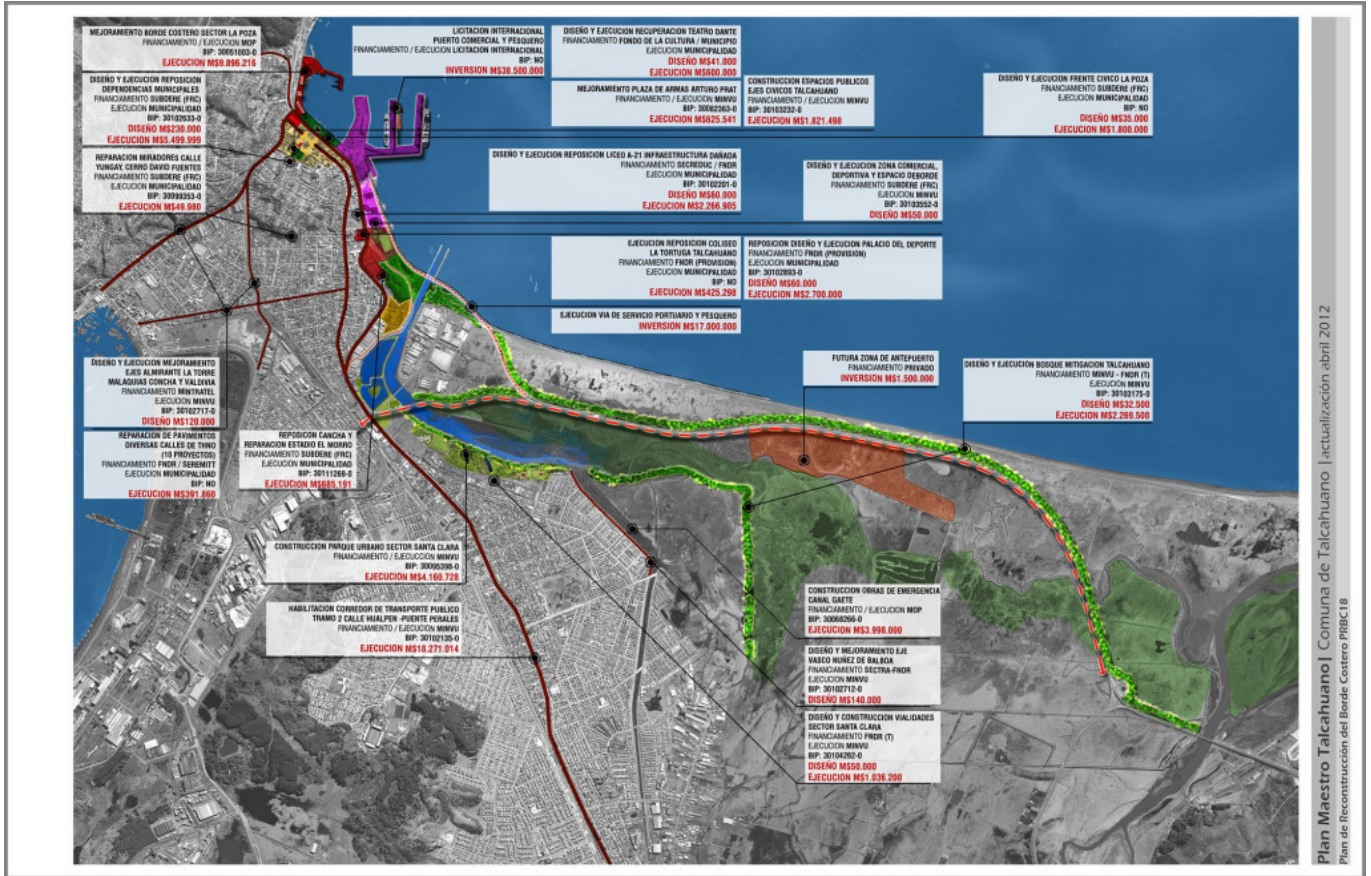 MEJORAMIENTO BORDE COSTERO SECTOR LA POZA
FINANCIAMIENTO / EJECUCION MOP
BIP: 30051003-0
EJECUCION M$9.896.216
LICITACION INTERNACIONAL
PUERTO COMERCIAL Y PESQUERO
FINANCIAMIENTO / EJECUCION LICITACION INTERNACIONAL
BIP: NO
INVERSION M$38.500.000
DISEÑO Y EJECUCION RECUPERACION TEATRO DANTE
FINANCIAMIENTO FONDO DE LA CULTURA / MUNICIPIO
EJECUCION MUNICIPALIDAD
DISEÑO M$41.000
EJECUCION M$600.000
MEJORAMIENTO PLAZA DE ARMAS ARTURO PRAT
FINANCIAMIENTO / EJECUCION MINVU
BIP: 30082363-0
EJECUCION M$625.541
CONSTRUCCION ESPACIOS PUBLICOS
EJES CIVICOS TALCAHUANO
FINANCIAMIENTO / EJECUCION MINVU
BIP: 30103232-0
EJECUCION M$1.821.498
DISEÑO Y EJECUCION FRENTE CIVICO LA POZA
FINANCIAMIENTO SUBDERE (FRC)
EJECUCION MUNICIPALIDAD
BIP: NO
DISEÑO M$35.000
EJECUCION M$1.800.000
DISEÑO Y EJECUCION REPOSICION
DEPENDENCIAS MUNICIPALES
FINANCIAMIENTO SUBDERE (FRC)
EJECUCION MUNICIPALIDAD
BIP: 30102633-0
DISEÑO M$230.000
EJECUCION M$5.499.999
REPARACION MIRADORES CALLE
YUNGAY, CERRO DAVID FUENTES
FINANCIAMIENTO SUBDERE (FRC)
EJECUCION MUNICIPALIDAD
BIP: 30099353-0
EJECUCION M$49.980
DISEÑO Y EJECUCION REPOSICION LICEO A-21 INFRAESTRUCTURA DAÑADA
FINANCIAMIENTO SECREDUC / FNDR
EJECUCION MUNICIPALIDAD
BIP: 30102201-0
DISEÑO M$60.000
EJECUCION M$2.266.905
DISEÑO Y EJECUCION ZONA COMERCIAL,
DEPORTIVA Y ESPACIO DEBORDE
FINANCIAMIENTO SUBDERE (FRC)
EJECUCION MINVU
BIP: 30103552-0
DISEÑO M$50.000
EJECUCION REPOSICION COLISEO
LA TORTUGA TALCAHUANO
FINANCIAMIENTO FNDR (PROVISION)
EJECUCION MUNICIPALIDAD
BIP: NO
EJECUCION M$425.298
REPOSICION DISEÑO Y EJECUCION PALACIO DEL DEPORTE
FINANCIAMIENTO FNDR (PROVISION)
EJECUCION MUNICIPALIDAD
BIP: 30102893-0
DISEÑO M$60.000
EJECUCION M$2.700.000
EJECUCION VIA DE SERVICIO PORTUARIO Y PESQUERO
INVERSION M$17.000.000
DISEÑO Y EJECUCION MEJORAMIENTO
EJES ALMIRANTE LA TORRE
MALAQUIAS CONCHA Y VALDIVIA
FINANCIAMIENTO MINTRATEL
EJECUCION MINVU
BIP: 30102717-0
DISEÑO M$120.000
FUTURA ZONA DE ANTEPUERTO
FINANCIAMIENTO PRIVADO
INVERSION M$1.500.000
DISEÑO Y EJECUCION BOSQUE MITIGACION TALCAHUANO
FINANCIAMIENTO MINVU - FNDR (T)
EJECUCION MINVU
BIP: 30103175-0
DISEÑO M$32.500
EJECUCION M$2.269.500
REPARACION DE PAVIMENTOS
DIVERSAS CALLES DE THNO
(10 PROYECTOS)
FINANCIAMIENTO FNDR / SEREMITT
EJECUCION MUNICIPALIDAD
BIP: NO
EJECUCION M$391.860
REPOSICON CANCHA Y
REPARACION ESTADIO EL MORRO
FINANCIAMIENTO SUBDERE (FRC)
EJECUCION MUNICIPALIDAD
BIP: 30111266-0
EJECUCION M$685.191
CONSTRUCCION PARQUE URBANO SECTOR SANTA CLARA
FINANCIAMIENTO / EJECUCCION MINVU
BIP: 30095398-0
EJECUCION M$4.160.728
HABILITACION CORREDOR DE TRANSPORTE PUBLICO
TRAMO 2 CALLE HUALPEN -PUENTE PERALES
FINANCIAMIENTO / EJECUCION MINVU
BIP: 30102135-0
EJECUCION M$18.271.014
CONSTRUCCION OBRAS DE EMERGENCIA
CANAL GAETE
FINANCIAMIENTO / EJECUCION MOP
BIP: 30068266-0
EJECUCION M$3.998.000
DISEÑO Y MEJORAMIENTO EJE
VASCO NUÑEZ DE BALBOA
FINANCIAMIENTO SECTRA-FNDR
EJECUCION MINVU
BIP: 30102712-0
DISEÑO M$140.000
DISEÑO Y CONSTRUCCION VIALIDADES
SECTOR SANTA CLARA
FINANCIAMIENTO FNDR (T)
EJECUCION MINVU
BIP: 30104262-0
DISEÑO M$50.000
EJECUCION M$1.036.200
Plan Maestro Talcahuano| Comuna de Talcahuano |actualización abril 2012
Plan de Reconstrucción del Borde Costero PRBC18